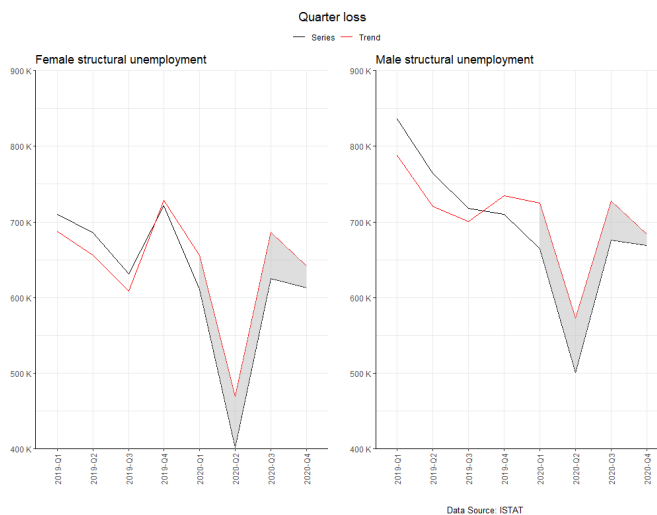 Quarter loss
Series Trend
Female structural unemployment
900 K
800 K
700 K
600 K
500 K
400 K
2019-Q1
2019-Q2
2019-Q3
2019-Q4
2020-Q1
2020-Q2
2020-Q3
2020-Q4
Male structural unemployment
900 K
800 K
700 K
600 K
500 K
400 K
2019-Q1
2019-Q2
2019-Q3
2019-Q4
2020-Q1
2020-Q2
2020-Q3
2020-Q4
Data Source: ISTAT